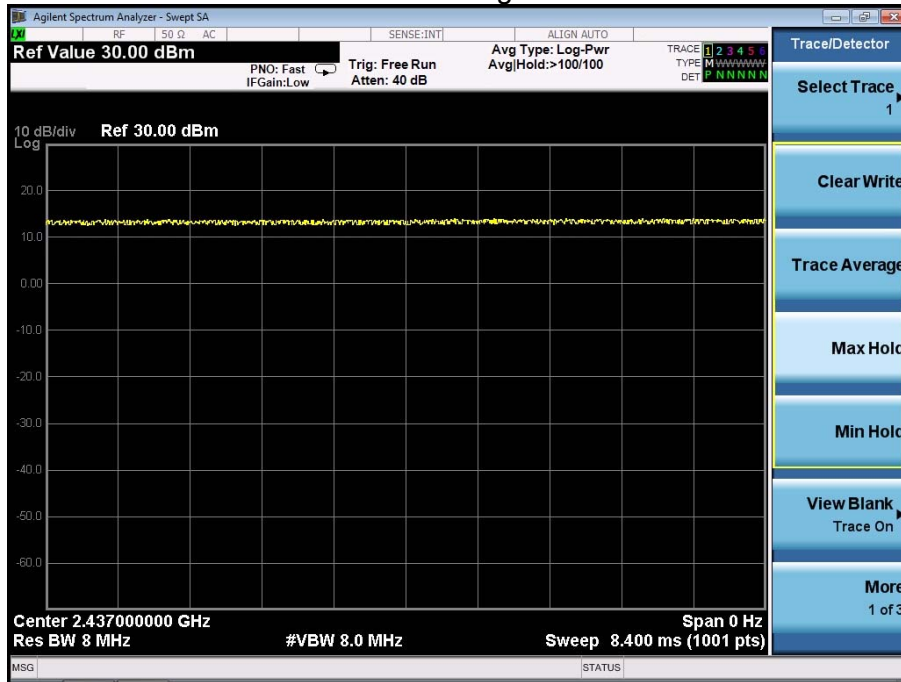 Agilent Spectrum Analyzer - Swept SA
LXI RF 50 Ω AC SENSE:INT ALIGN AUTO
Ref Value 30.00 dBm
PNO: Fast
IFGain:Low
Trig: Free Run
Atten: 40 dB
Avg Type: Log-Pwr
Avg|Hold:>100/100
TRACE 1 2 3 4 5 6
TYPE M WWWWW
DET P N N N N N
Trace/Detector
Select Trace
1
Clear Write
Trace Average
Max Hold
Min Hold
View Blank
Trace On
More
1 of 3
10 dB/div Ref 30.00 dBm
Log
20.0
10.0
0.00
-10.0
-20.0
-30.0
-40.0
-50.0
-60.0
Center 2.437000000 GHz Span 0 Hz
Res BW 8 MHz #VBW 8.0 MHz Sweep 8.400 ms (1001 pts)
MSG STATUS